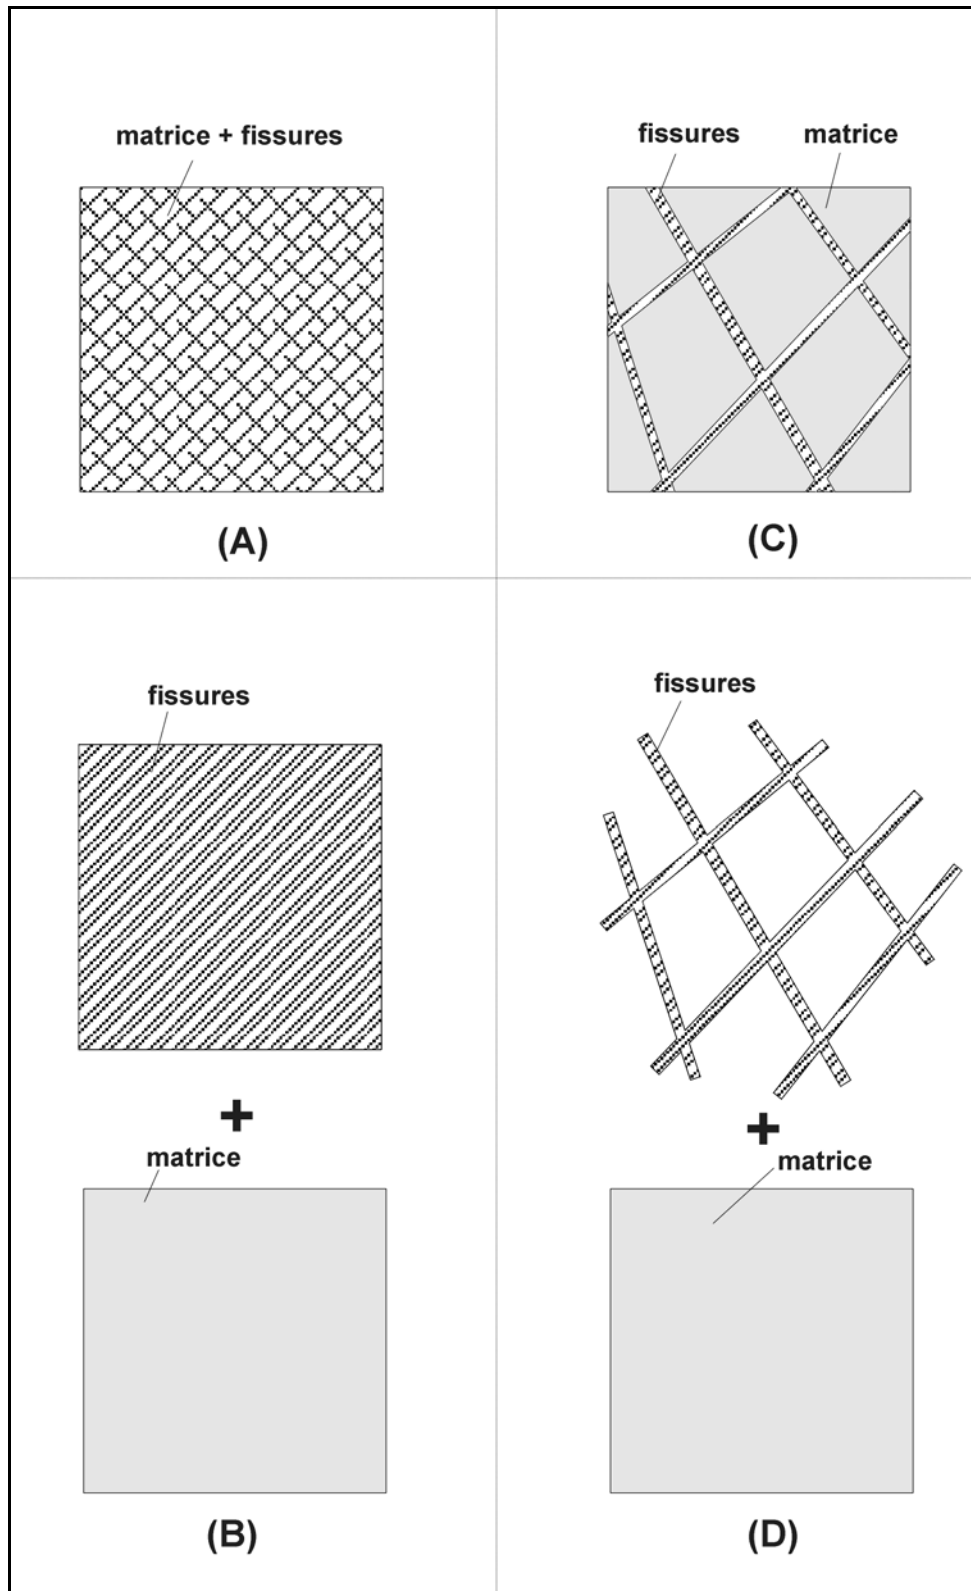 matrice + fissures
(A)
fissures
matrice
(C)
fissures
+
matrice
(B)
fissures
+
matrice
(D)